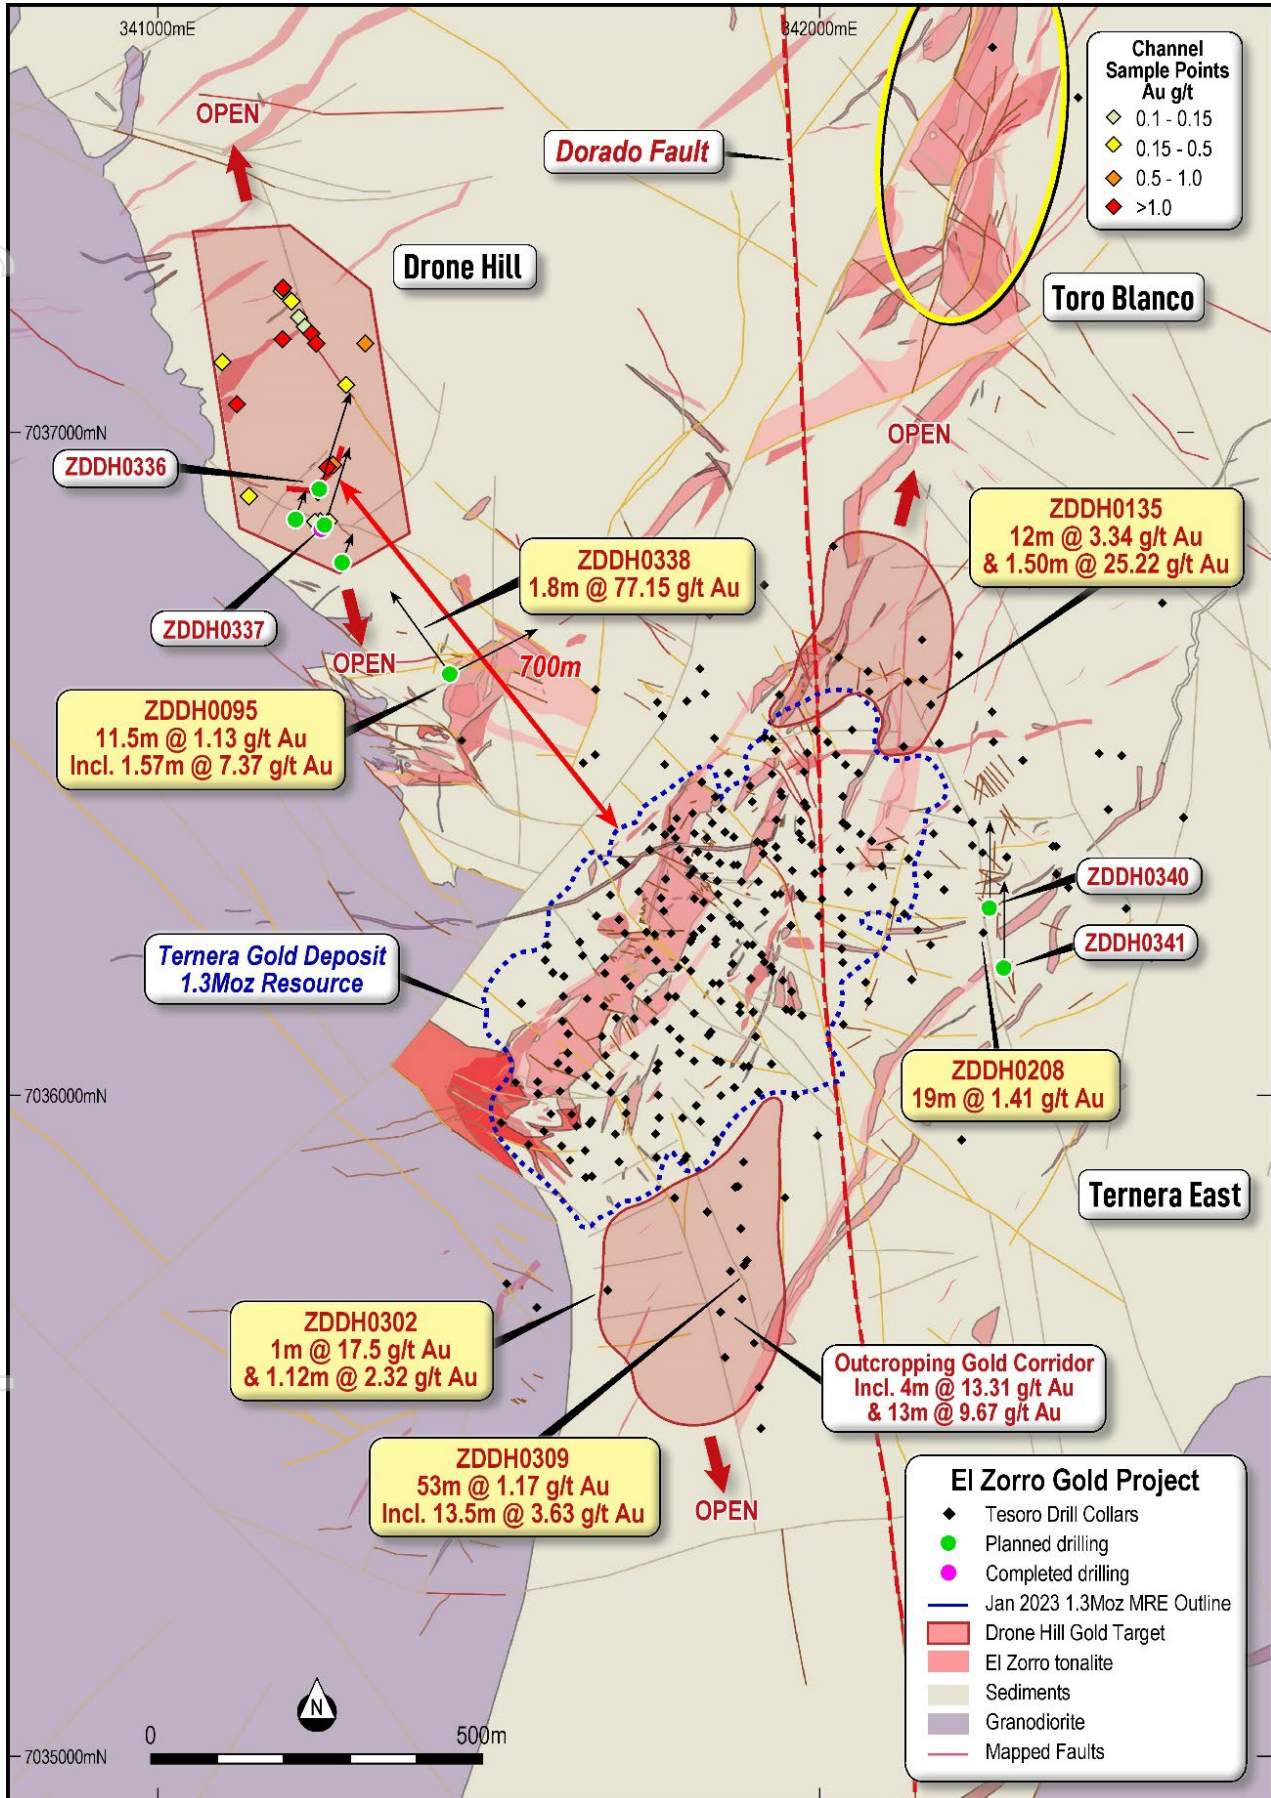 341000mE
342000mE
Channel
Sample Points
Au g/t
0.1 - 0.15
0.15 - 0.5
0.5 - 1.0
>1.0
OPEN
Dorado Fault
Drone Hill
Toro Blanco
7037000mN
OPEN
ZDDH0336
ZDDH0135
12m @ 3.34 g/t Au
& 1.50m @ 25.22 g/t Au
ZDDH0338
1.8m @ 77.15 g/t Au
ZDDH0337
OPEN
700m
ZDDH0095
11.5m @ 1.13 g/t Au
Incl. 1.57m @ 7.37 g/t Au
ZDDH0340
ZDDH0341
Ternera Gold Deposit
1.3Moz Resource
ZDDH0208
19m @ 1.41 g/t Au
7036000mN
Ternera East
ZDDH0302
1m @ 17.5 g/t Au
& 1.12m @ 2.32 g/t Au
Outcropping Gold Corridor
Incl. 4m @ 13.31 g/t Au
& 13m @ 9.67 g/t Au
ZDDH0309
53m @ 1.17 g/t Au
Incl. 13.5m @ 3.63 g/t Au
OPEN
El Zorro Gold Project
Tesoro Drill Collars
Planned drilling
Completed drilling
Jan 2023 1.3Moz MRE Outline
Drone Hill Gold Target
El Zorro tonalite
Sediments
Granodiorite
Mapped Faults
N
0
500m
7035000mN